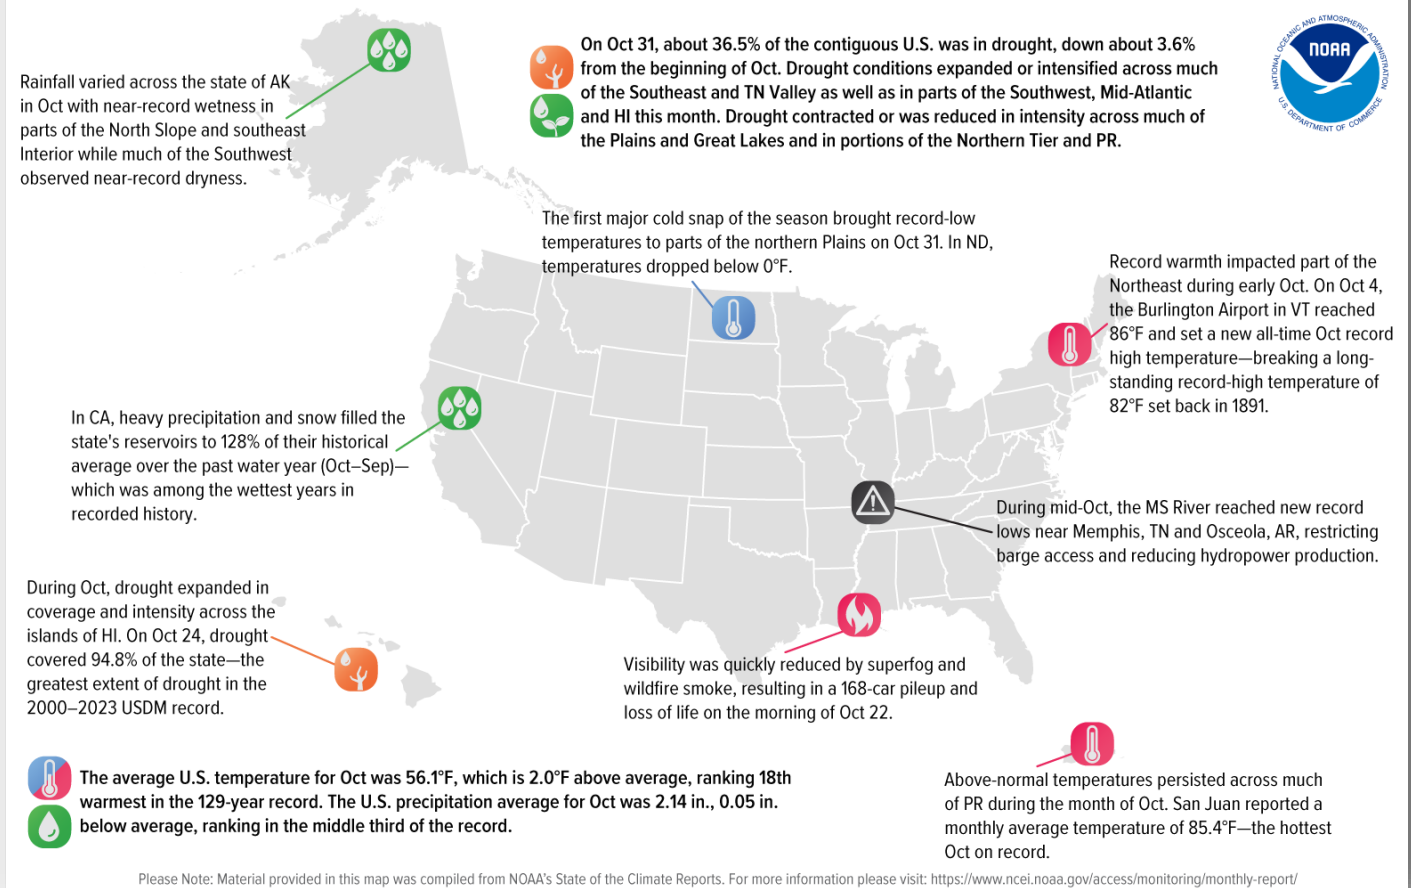 On Oct 31, about 36.5% of the contiguous U.S. was in drought, down about 3.6%
from the beginning of Oct. Drought conditions expanded or intensified across much
of the Southeast and TN Valley as well as in parts of the Southwest, Mid-Atlantic
and HI this month. Drought contracted or was reduced in intensity across much of
the Plains and Great Lakes and in portions of the Northern Tier and PR.
NATIONAL OCEANIC AND ATMOSPHERIC ADMINISTRATION
NOAA
U.S. DEPARTMENT OF COMMERCE
Rainfall varied across the state of AK
in Oct with near-record wetness in
parts of the North Slope and southeast
Interior while much of the Southwest
observed near-record dryness.
The first major cold snap of the season brought record-low
temperatures to parts of the northern Plains on Oct 31. In ND,
temperatures dropped below 0°F.
Record warmth impacted part of the
Northeast during early Oct. On Oct 4,
the Burlington Airport in VT reached
86°F and set a new all-time Oct record
high temperature—breaking a long-
standing record-high temperature of
82°F set back in 1891.
In CA, heavy precipitation and snow filled the
state's reservoirs to 128% of their historical
average over the past water year (Oct–Sep)—
which was among the wettest years in
recorded history.
During mid-Oct, the MS River reached new record
lows near Memphis, TN and Osceola, AR, restricting
barge access and reducing hydropower production.
During Oct, drought expanded in
coverage and intensity across the
islands of HI. On Oct 24, drought
covered 94.8% of the state—the
greatest extent of drought in the
2000–2023 USDM record.
Visibility was quickly reduced by superfog and
wildfire smoke, resulting in a 168-car pileup and
loss of life on the morning of Oct 22.
The average U.S. temperature for Oct was 56.1°F, which is 2.0°F above average, ranking 18th
warmest in the 129-year record. The U.S. precipitation average for Oct was 2.14 in., 0.05 in.
below average, ranking in the middle third of the record.
Above-normal temperatures persisted across much
of PR during the month of Oct. San Juan reported a
monthly average temperature of 85.4°F—the hottest
Oct on record.
Please Note: Material provided in this map was compiled from NOAA's State of the Climate Reports. For more information please visit: https://www.ncei.noaa.gov/access/monitoring/monthly-report/